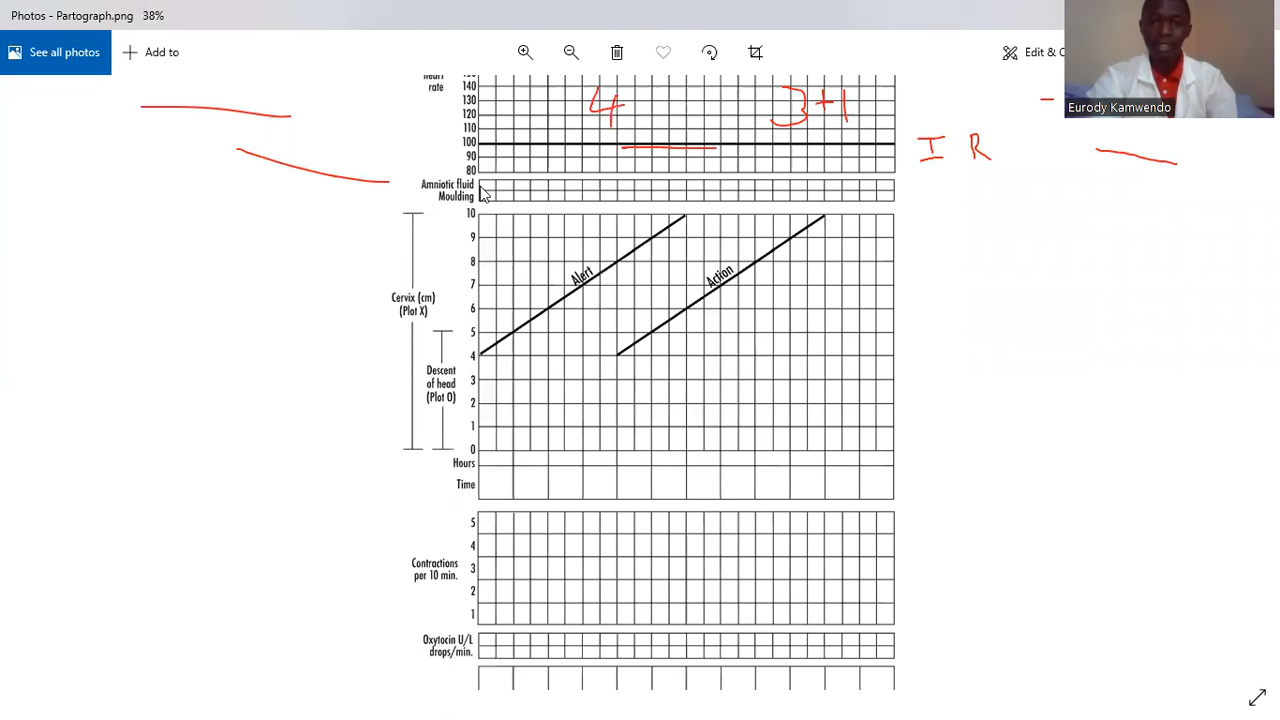 Photos - Partograph.png 38%
See all photos
Add to
Edit & C
Eurody Kamwendo
heart
rate
150
140
130
120
110
100
90
80
4
3+1
I R
Amniotic fluid
Moulding
10
9
8
7
6
5
4
3
2
1
0
Alert
Action
Cervix (cm)
(Plot X)
Descent
of head
(Plot O)
Hours
Time
5
4
3
2
1
Contractions
per 10 min.
Oxytocin U/L
drops/min.